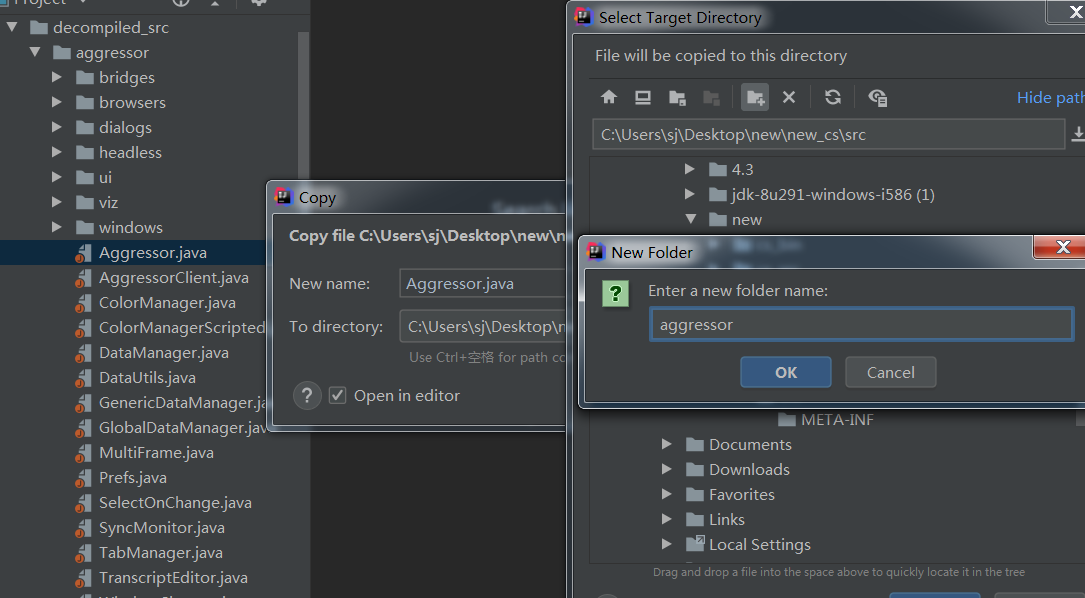 Project
decompiled_src
aggressor
bridges
browsers
dialogs
headless
ui
viz
windows
Aggressor.java
AggressorClient.java
ColorManager.java
ColorManagerScripted
DataManager.java
DataUtils.java
GenericDataManager.ja
GlobalDataManager.jav
MultiFrame.java
Prefs.java
SelectOnChange.java
SyncMonitor.java
TabManager.java
TranscriptEditor.java
Copy
Copy file C:\Users\sj\Desktop\new\n
New name:
Aggressor.java
To directory:
C:\Users\sj\Desktop\n
Use Ctrl+空格 for path co
?
Open in editor
Select Target Directory
File will be copied to this directory
Hide path
C:\Users\sj\Desktop\new\new_cs\src
4.3
jdk-8u291-windows-i586 (1)
new
New Folder
?
Enter a new folder name:
aggressor
OK
Cancel
META-INF
Documents
Downloads
Favorites
Links
Local Settings
Drag and drop a file into the space above to quickly locate it in the tree